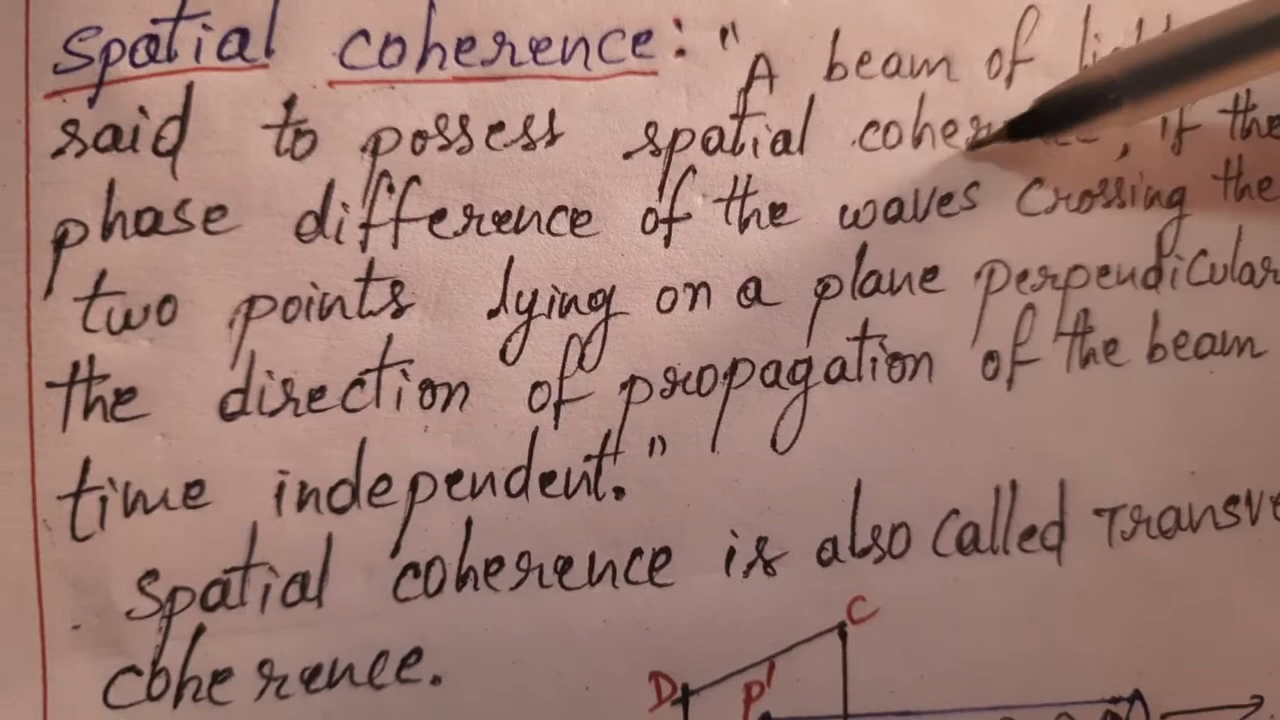 Spatial coherence: "A beam of
said to possess spatial , if the
phase difference of the waves crossing the
two points lying on a plane perpendicular
the direction of propagation of the beam
time independent."
Spatial coherence is also called
coherence.
C
D P'